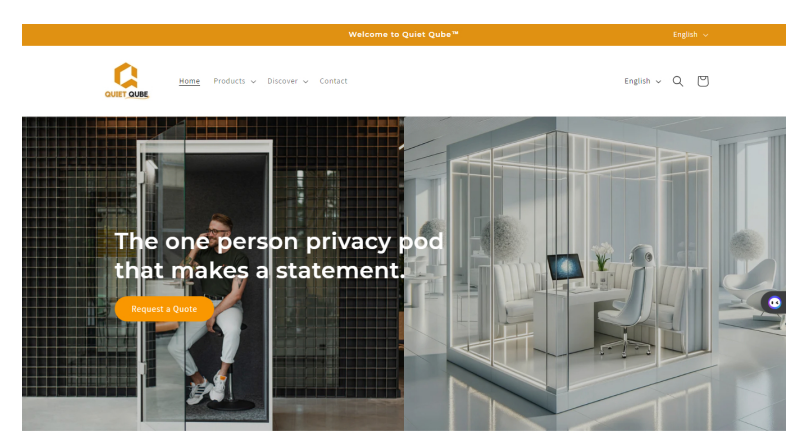 Welcome to Quiet Qube™
English
QUIET QUBE
Home
Products
Discover
Contact
English
The one person privacy pod
that makes a statement.
Request a Quote